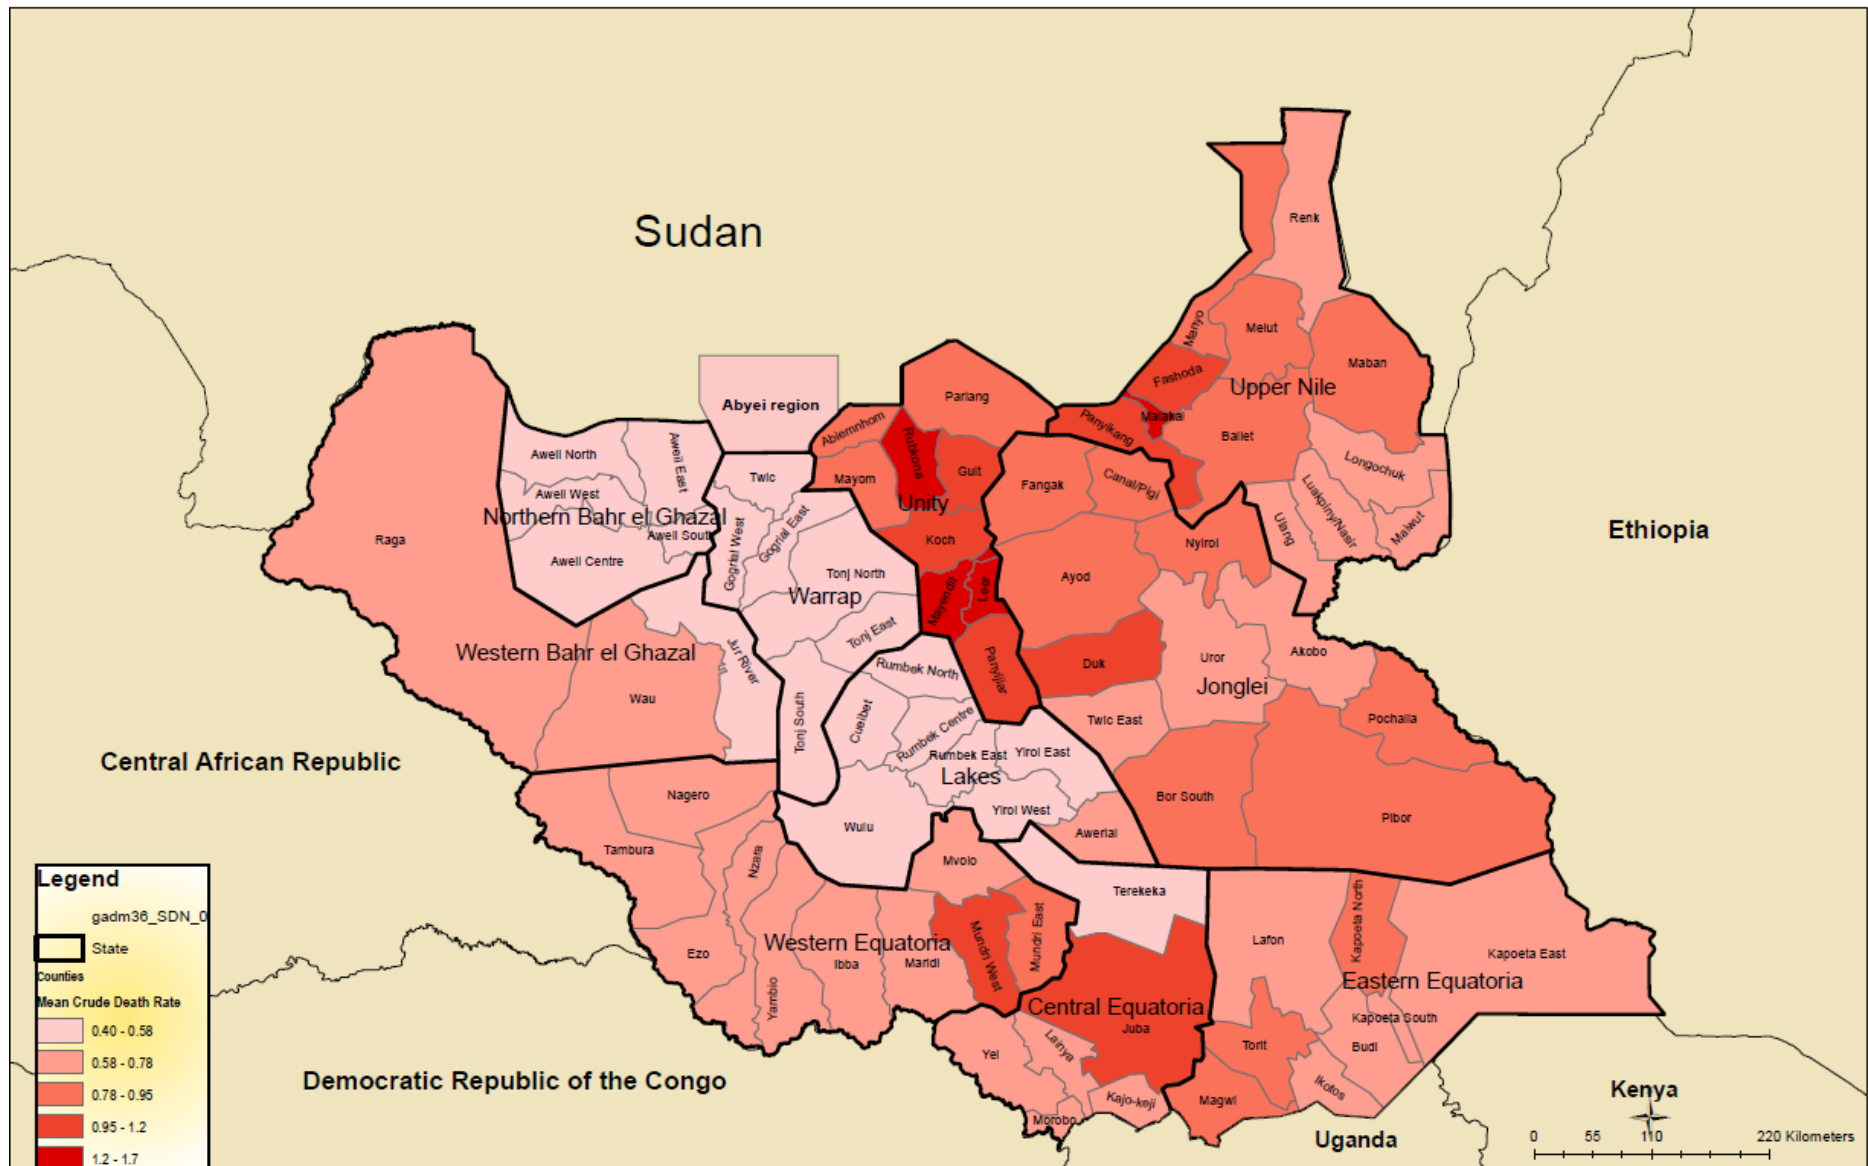 Sudan
Renk
Manyo
Melut
Maban
Fashoda
Upper Nile
Abyei region
Pariang
Abiemnhom
Malakal
Panyikang
Baliet
Rubkona
Aweil North
Aweil East
Longochuk
Guit
Twic
Mayom
Fangak
Canal/Pigi
Aweil West
Unity
Northern Bahr el Ghazal
Luakpiny/Nasir
Ulang
Maiwut
Ethiopia
Gogrial East
Aweil South
Raga
Koch
Nyirol
Gogrial West
Aweil Centre
Tonj North
Ayod
Warrap
Mayendit
Leer
Tonj East
Western Bahr el Ghazal
Jur River
Akobo
Uror
Duk
Rumbek North
Panyijiar
Jonglei
Wau
Tonj South
Cueibet
Twic East
Pochalla
Rumbek Centre
Yirol East
Rumbek East
Central African Republic
Lakes
Nagero
Bor South
Yirol West
Pibor
Wulu
Awerial
Tambura
Nzara
Mvolo
Terekeka
Legend
gadm36_SDN_0
State
Counties
Mean Crude Death Rate
0.40 - 0.58
0.58 - 0.78
0.78 - 0.95
0.95 - 1.2
1.2 - 1.7
Kapoeta North
Mundri East
Lafon
Western Equatoria
Mundri West
Ezo
Ibba
Maridi
Kapoeta East
Eastern Equatoria
Yambio
Central Equatoria
Juba
Kapoeta South
Lainya
Torit
Budi
Yei
Democratic Republic of the Congo
Ikotos
Kajo-keji
Magwi
Kenya
Morobo
Uganda
0 55 110 220 Kilometers